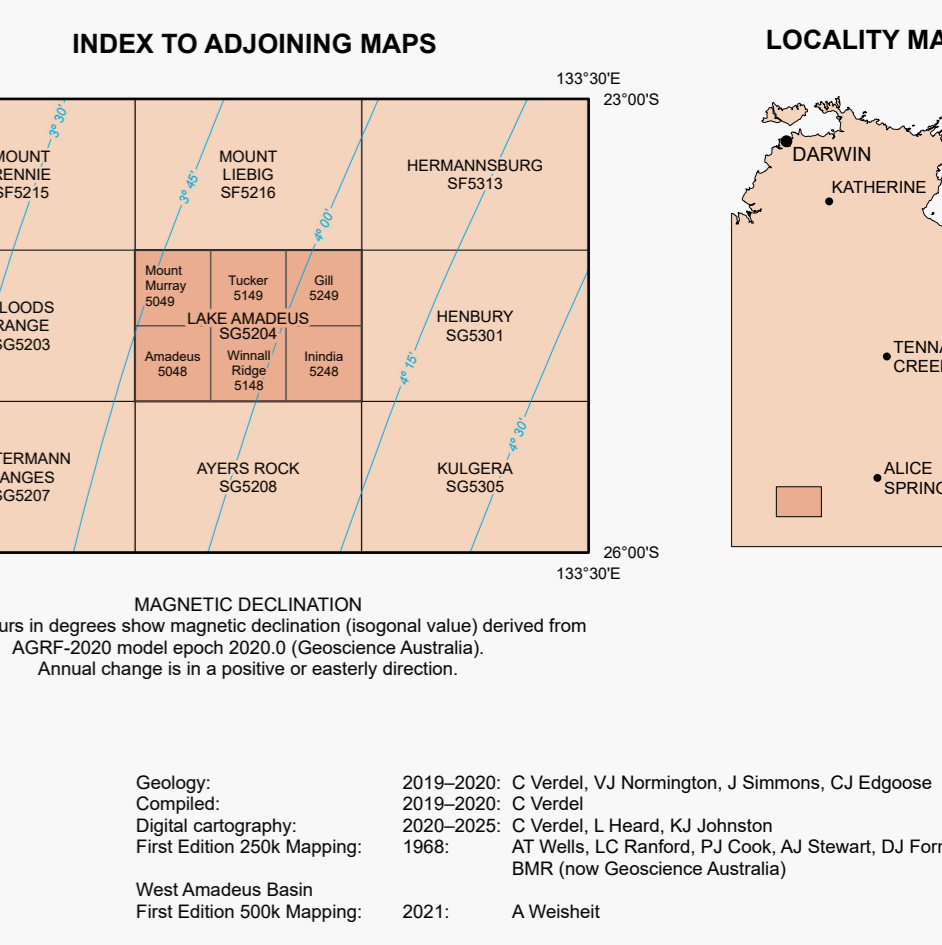 INDEX TO ADJOINING MAPS
LOCALITY MA
133°30'E
23°00'S
3° 30'
3° 45'
4° 00'
MOUNT
RENNIE
SF5215
MOUNT
LIEBIG
SF5216
HERMANNSBURG
SF5313
LOODS
RANGE
SG5203
Mount
Murray
5049
Tucker
5149
Gill
5249
LAKE AMADEUS
SG5204
Amadeus
5048
Winnall
Ridge
5148
Inindia
5248
HENBURY
SG5301
4° 15'
4° 30'
TERMANN
ANGES
SG5207
AYERS ROCK
SG5208
KULGERA
SG5305
26°00'S
133°30'E
DARWIN
KATHERINE
TENNA
CREE
ALICE
SPRING
MAGNETIC DECLINATION
urs in degrees show magnetic declination (isogonal value) derived from
AGRF-2020 model epoch 2020.0 (Geoscience Australia).
Annual change is in a positive or easterly direction.
Geology: 2019–2020: C Verdel, VJ Normington, J Simmons, CJ Edgoose
Compiled: 2019–2020: C Verdel
Digital cartography: 2020–2025: C Verdel, L Heard, KJ Johnston
First Edition 250k Mapping: 1968: AT Wells, LC Ranford, PJ Cook, AJ Stewart, DJ Forr
BMR (now Geoscience Australia)
West Amadeus Basin
First Edition 500k Mapping: 2021: A Weisheit